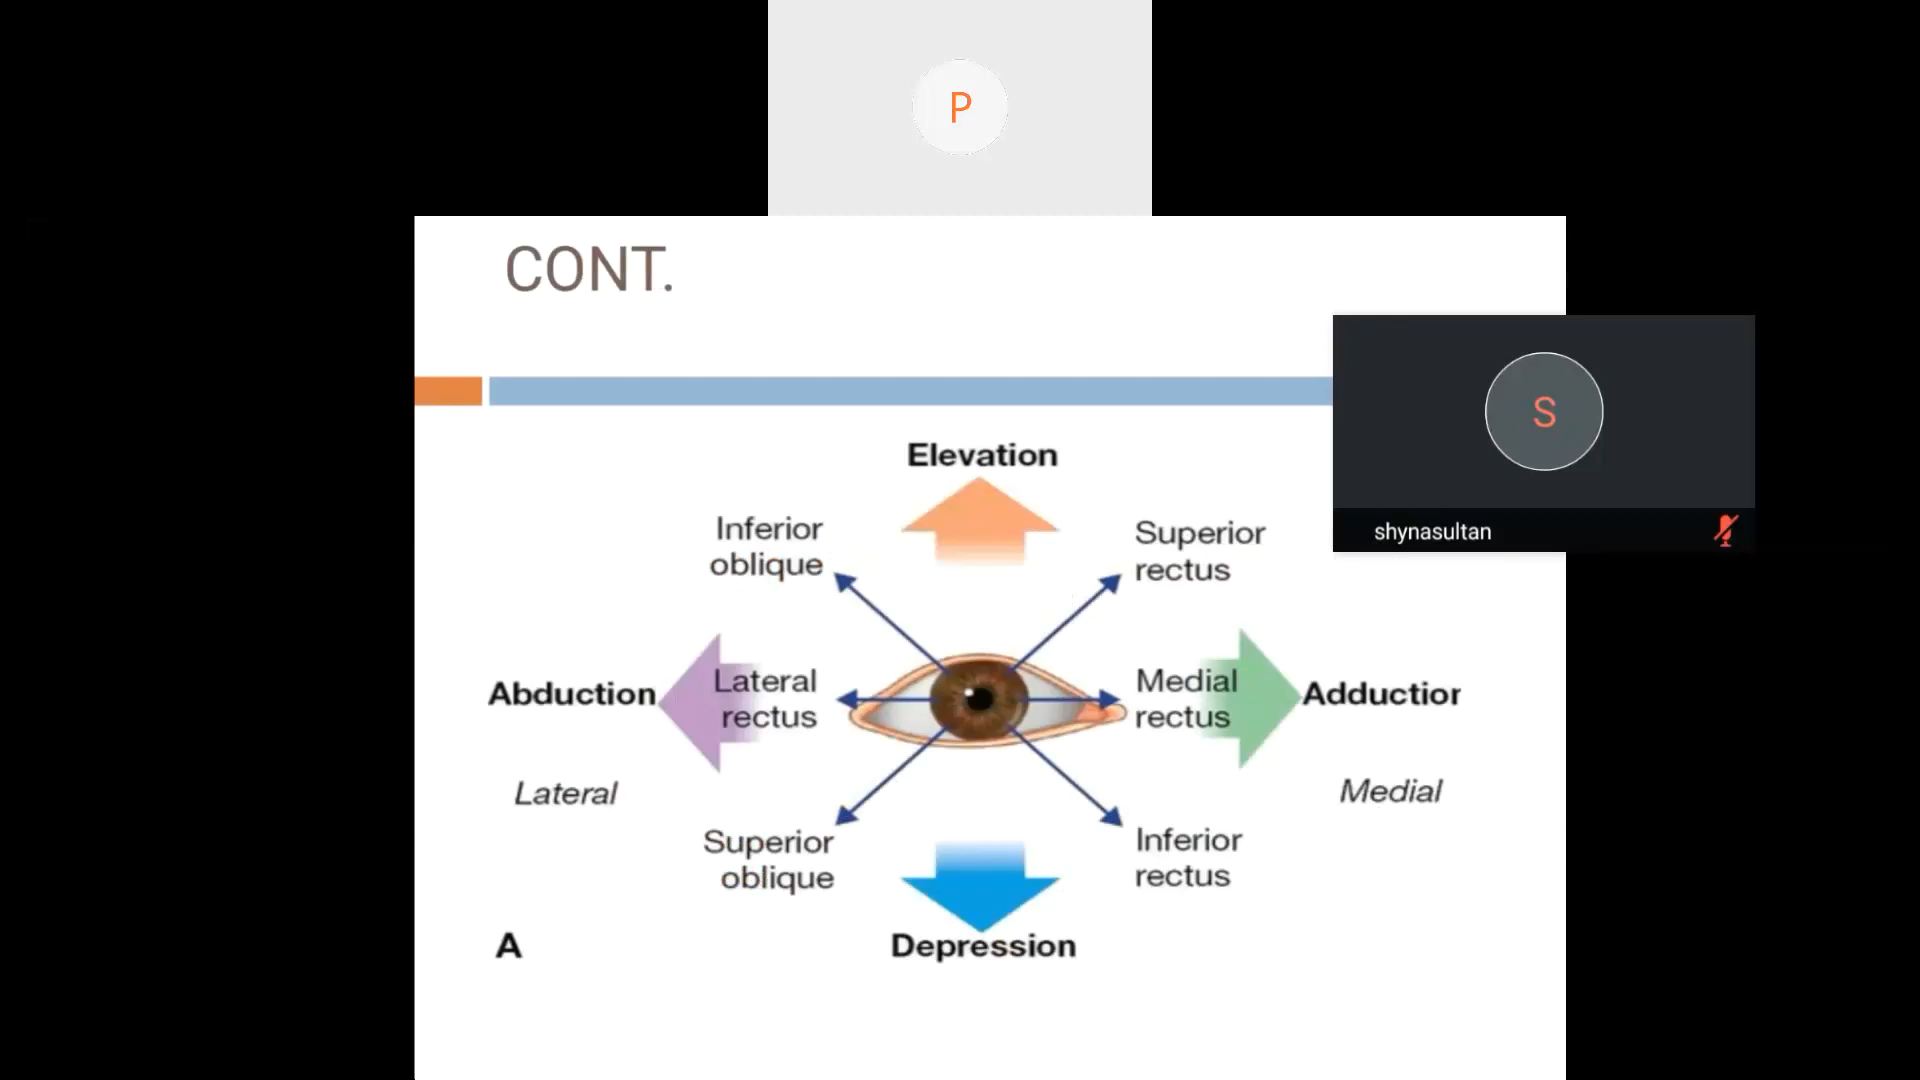 P
CONT.
S
shynasultan
Elevation
Inferior
oblique
Superior
rectus
Abduction
Lateral
rectus
Medial
rectus
Adductior
Lateral
Medial
Superior
oblique
Inferior
rectus
A
Depression